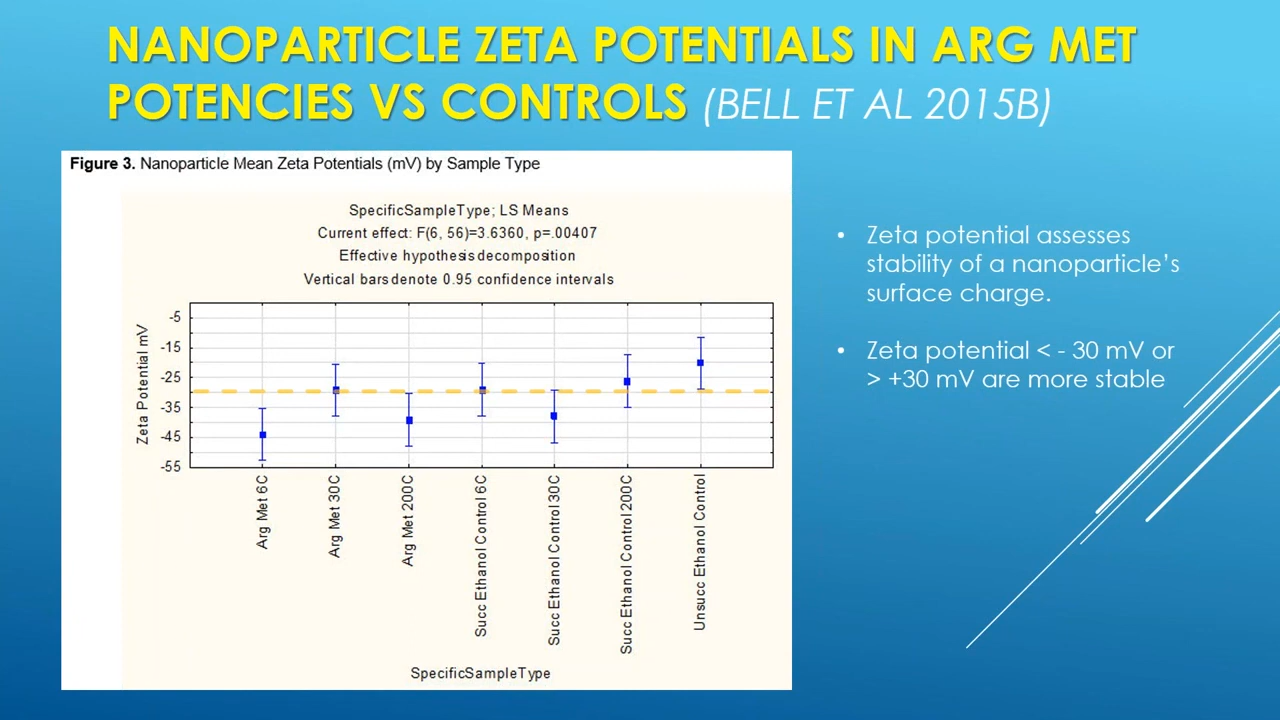 NANOPARTICLE ZETA POTENTIALS IN ARG MET
POTENCIES VS CONTROLS (BELL ET AL 2015B)
Figure 3. Nanoparticle Mean Zeta Potentials (mV) by Sample Type
SpecificSampleType; LS Means
Current effect: F(6, 56)=3.6360, p=.00407
Effective hypothesis decomposition
Vertical bars denote 0.95 confidence intervals
Zeta Potential mV
-5
-15
-25
-35
-45
-55
Arg Met 6C
Arg Met 30C
Arg Met 200C
Succ Ethanol Control 6C
Succ Ethanol Control 30C
Succ Ethanol Control 200C
Unsucc Ethanol Control
SpecificSampleType
• Zeta potential assesses
stability of a nanoparticle’s
surface charge.
• Zeta potential < - 30 mV or
> +30 mV are more stable